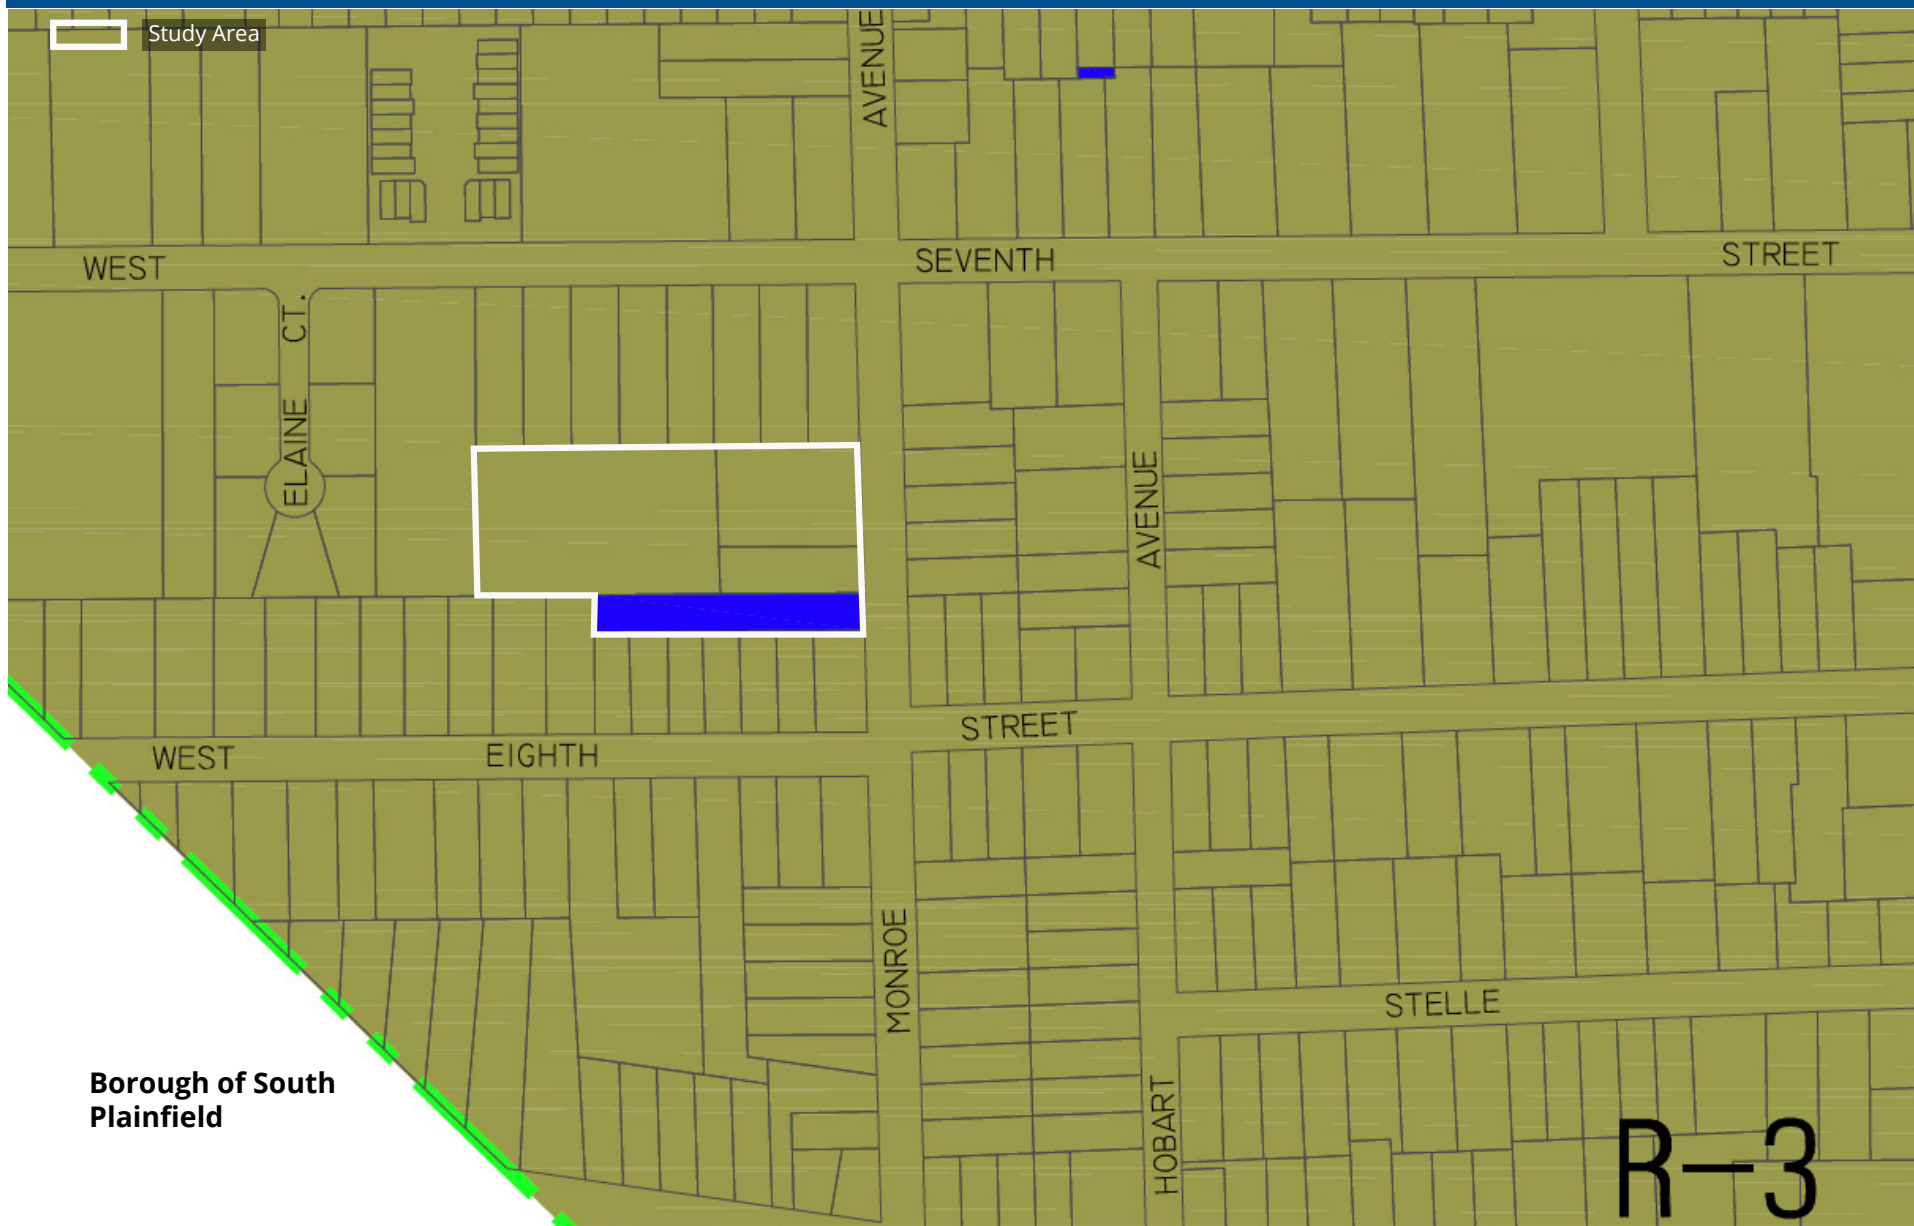 Study Area
AVENUE
WEST
SEVENTH
STREET
ELAINE CT.
AVENUE
STREET
WEST
EIGHTH
MONROE
STELLE
HOBART
Borough of South
Plainfield
R-3